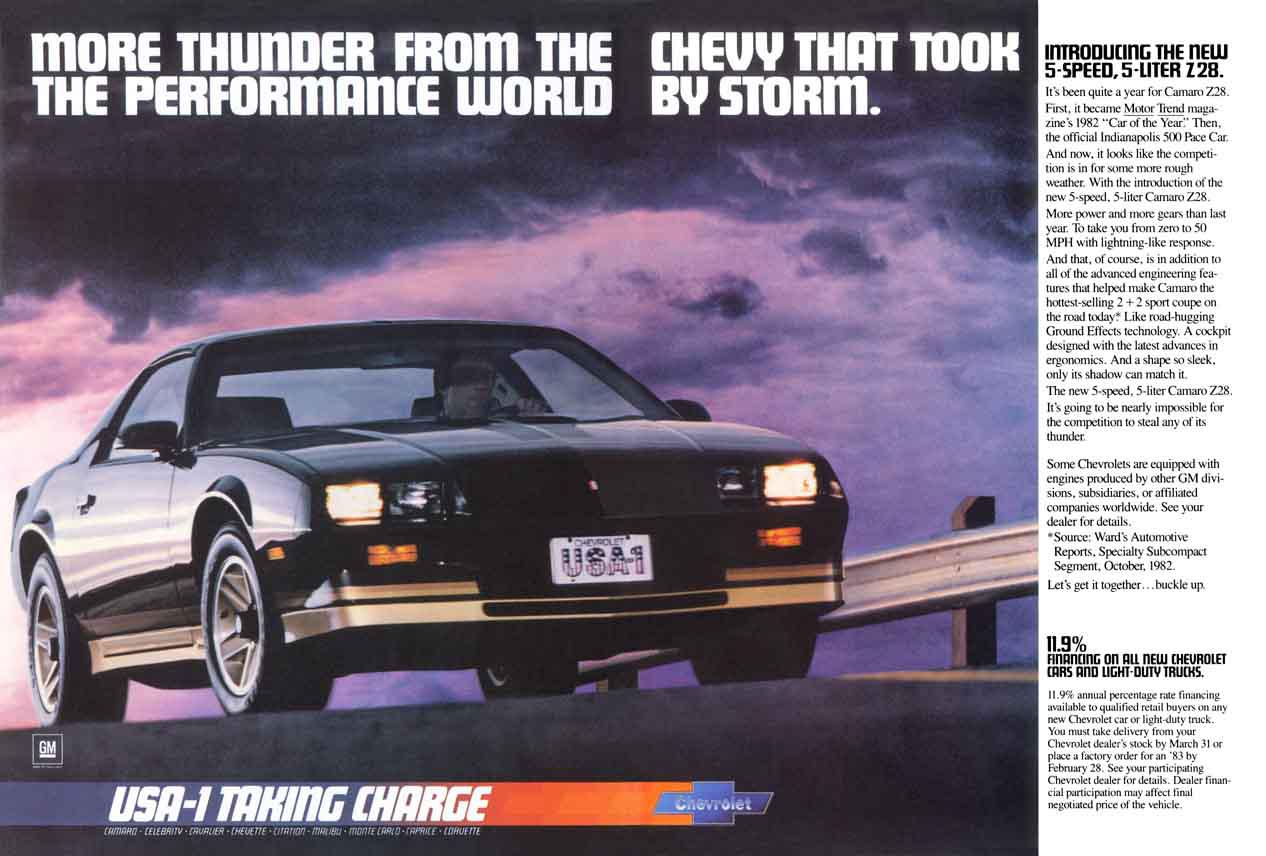 MORE THUNDER FROM THE CHEVY THAT TOOK
THE PERFORMANCE WORLD BY STORM.
INTRODUCING THE NEW
5-SPEED, 5-LITER Z28.
It's been quite a year for Camaro Z28.
First, it became Motor Trend maga-
zine's 1982 "Car of the Year." Then,
the official Indianapolis 500 Pace Car.
And now, it looks like the competi-
tion is in for some more rough
weather. With the introduction of the
new 5-speed, 5-liter Camaro Z28.
More power and more gears than last
year. To take you from zero to 50
MPH with lightning-like response.
And that, of course, is in addition to
all of the advanced engineering fea-
tures that helped make Camaro the
hottest-selling 2 + 2 sport coupe on
the road today.* Like road-hugging
Ground Effects technology. A cockpit
designed with the latest advances in
ergonomics. And a shape so sleek,
only its shadow can match it.
The new 5-speed, 5-liter Camaro Z28.
It's going to be nearly impossible for
the competition to steal any of its
thunder.
Some Chevrolets are equipped with
engines produced by other GM divi-
sions, subsidiaries, or affiliated
companies worldwide. See your
dealer for details.
*Source: Ward's Automotive
Reports, Specialty Subcompact
Segment, October, 1982.
Let's get it together...buckle up.
11.9%
FINANCING ON ALL NEW CHEVROLET
CARS AND LIGHT-DUTY TRUCKS.
11.9% annual percentage rate financing
available to qualified retail buyers on any
new Chevrolet car or light-duty truck.
You must take delivery from your
Chevrolet dealer's stock by March 31 or
place a factory order for an '83 by
February 28. See your participating
Chevrolet dealer for details. Dealer finan-
cial participation may affect final
negotiated price of the vehicle.
CHEVROLET
USA-1
GM
USA-1 TAKING CHARGE
Chevrolet
CAMARO • CELEBRITY • CAVALIER • CHEVETTE • CITATION • MALIBU • MONTE CARLO • CAPRICE • CORVETTE